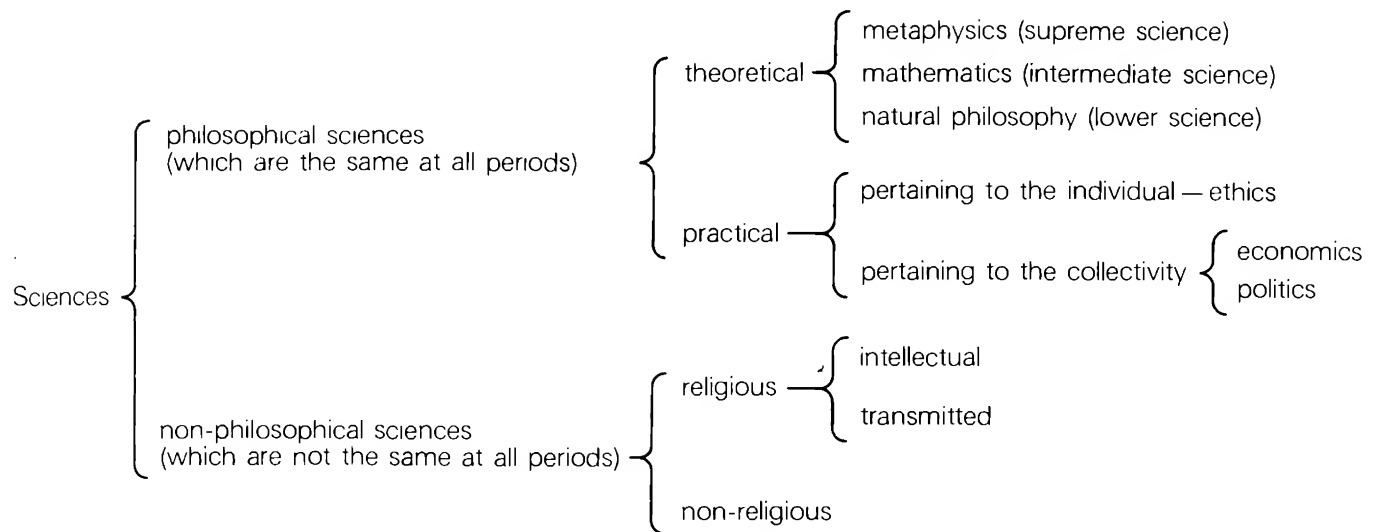 metaphysics (supreme science)
theoretical
mathematics (intermediate science)
natural philosophy (lower science)
philosophical sciences
(which are the same at all periods)
pertaining to the individual — ethics
practical
pertaining to the collectivity
economics
politics
Sciences
intellectual
religious
transmitted
non-philosophical sciences
(which are not the same at all periods)
non-religious